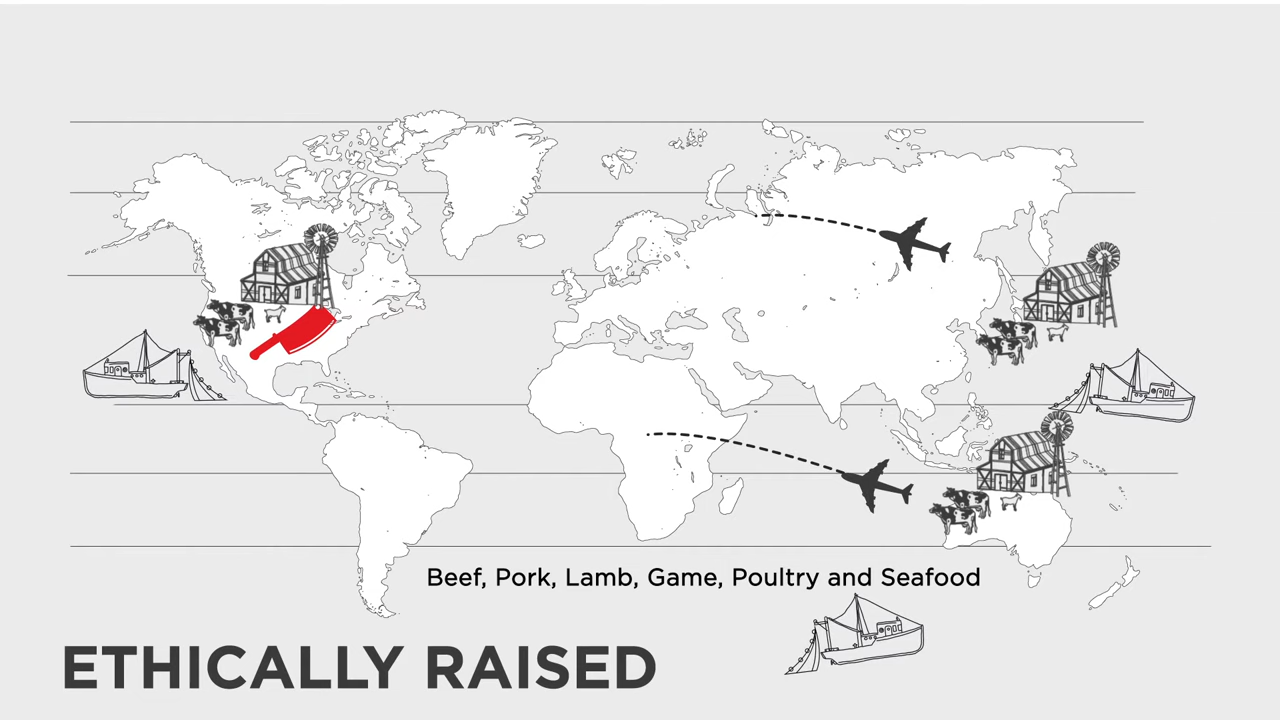 Beef, Pork, Lamb, Game, Poultry and Seafood
ETHICALLY RAISED